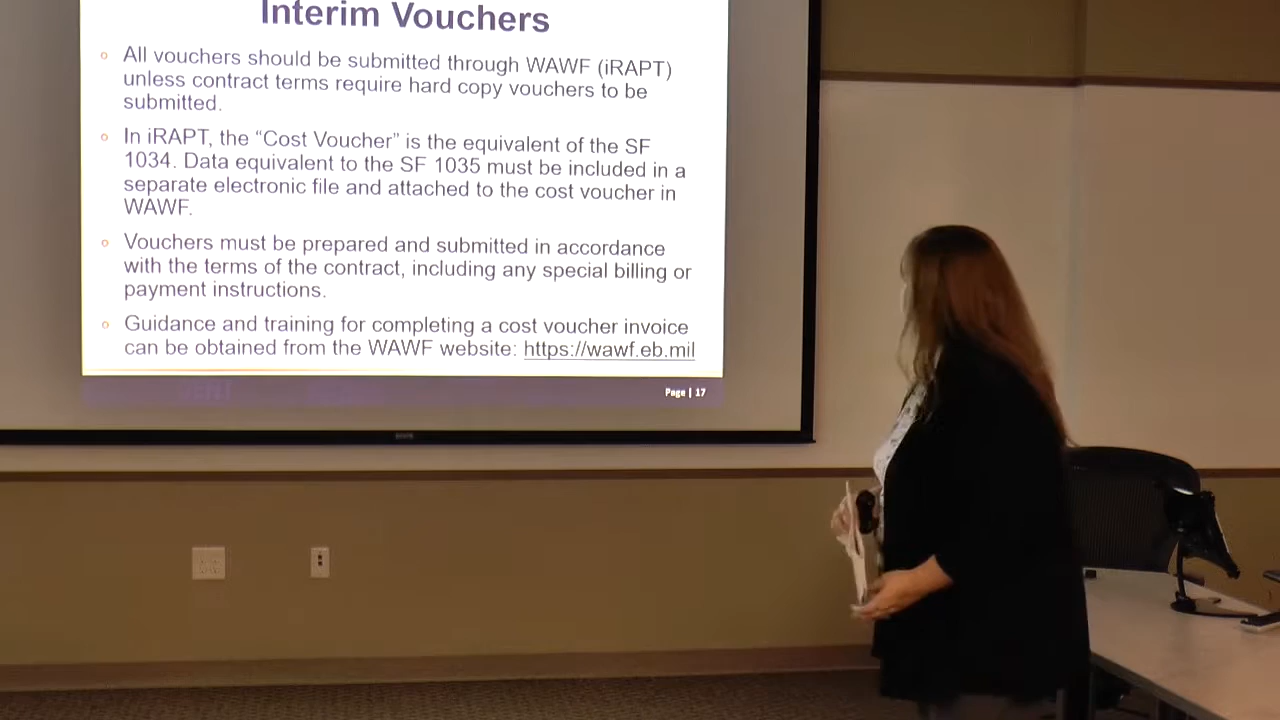 Interim Vouchers
All vouchers should be submitted through WAWF (iRAPT)
unless contract terms require hard copy vouchers to be
submitted.
In iRAPT, the “Cost Voucher” is the equivalent of the SF
1034. Data equivalent to the SF 1035 must be included in a
separate electronic file and attached to the cost voucher in
WAWF.
Vouchers must be prepared and submitted in accordance
with the terms of the contract, including any special billing or
payment instructions.
Guidance and training for completing a cost voucher invoice
can be obtained from the WAWF website: https://wawf.eb.mil
Page | 17